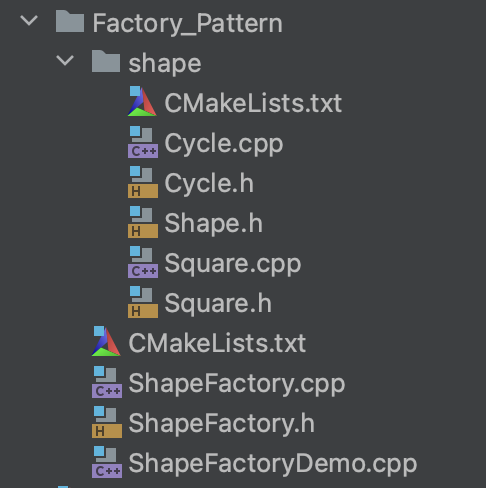 Factory_Pattern
shape
CMakeLists.txt
C++ Cycle.cpp
H Cycle.h
H Shape.h
C++ Square.cpp
H Square.h
CMakeLists.txt
C++ ShapeFactory.cpp
H ShapeFactory.h
C++ ShapeFactoryDemo.cpp